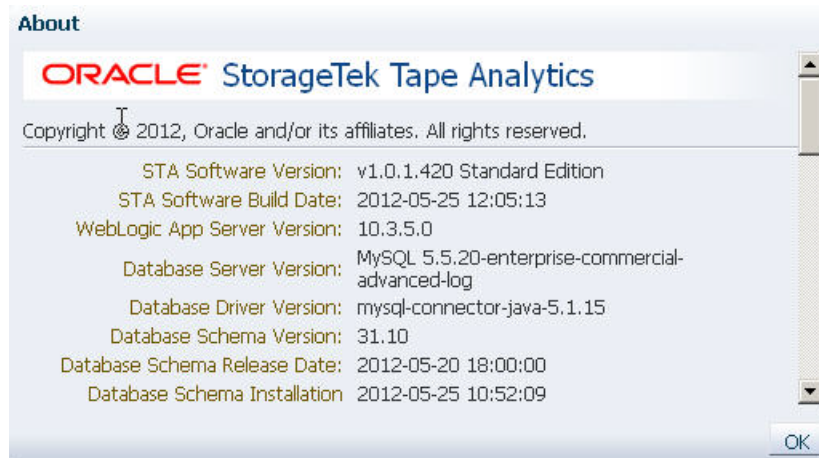 About
ORACLE® StorageTek Tape Analytics
Copyright © 2012, Oracle and/or its affiliates. All rights reserved.
STA Software Version: v1.0.1.420 Standard Edition
STA Software Build Date: 2012-05-25 12:05:13
WebLogic App Server Version: 10.3.5.0
Database Server Version: MySQL 5.5.20-enterprise-commercial-
advanced-log
Database Driver Version: mysql-connector-java-5.1.15
Database Schema Version: 31.10
Database Schema Release Date: 2012-05-20 18:00:00
Database Schema Installation 2012-05-25 10:52:09
OK